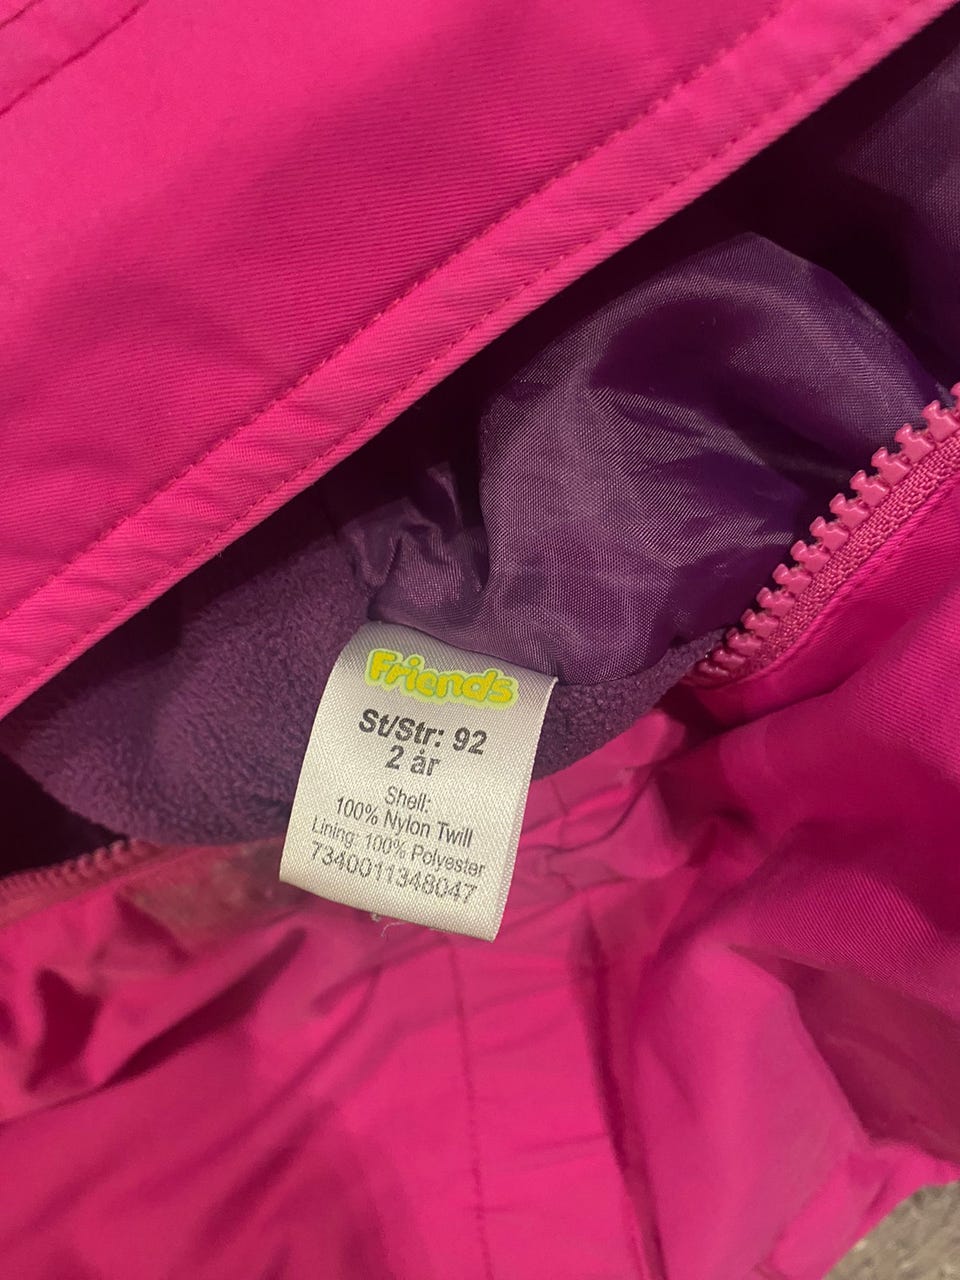 Friends
St/Str: 92
2 år
Shell:
100% Nylon Twill
Lining: 100% Polyester
7340011348047